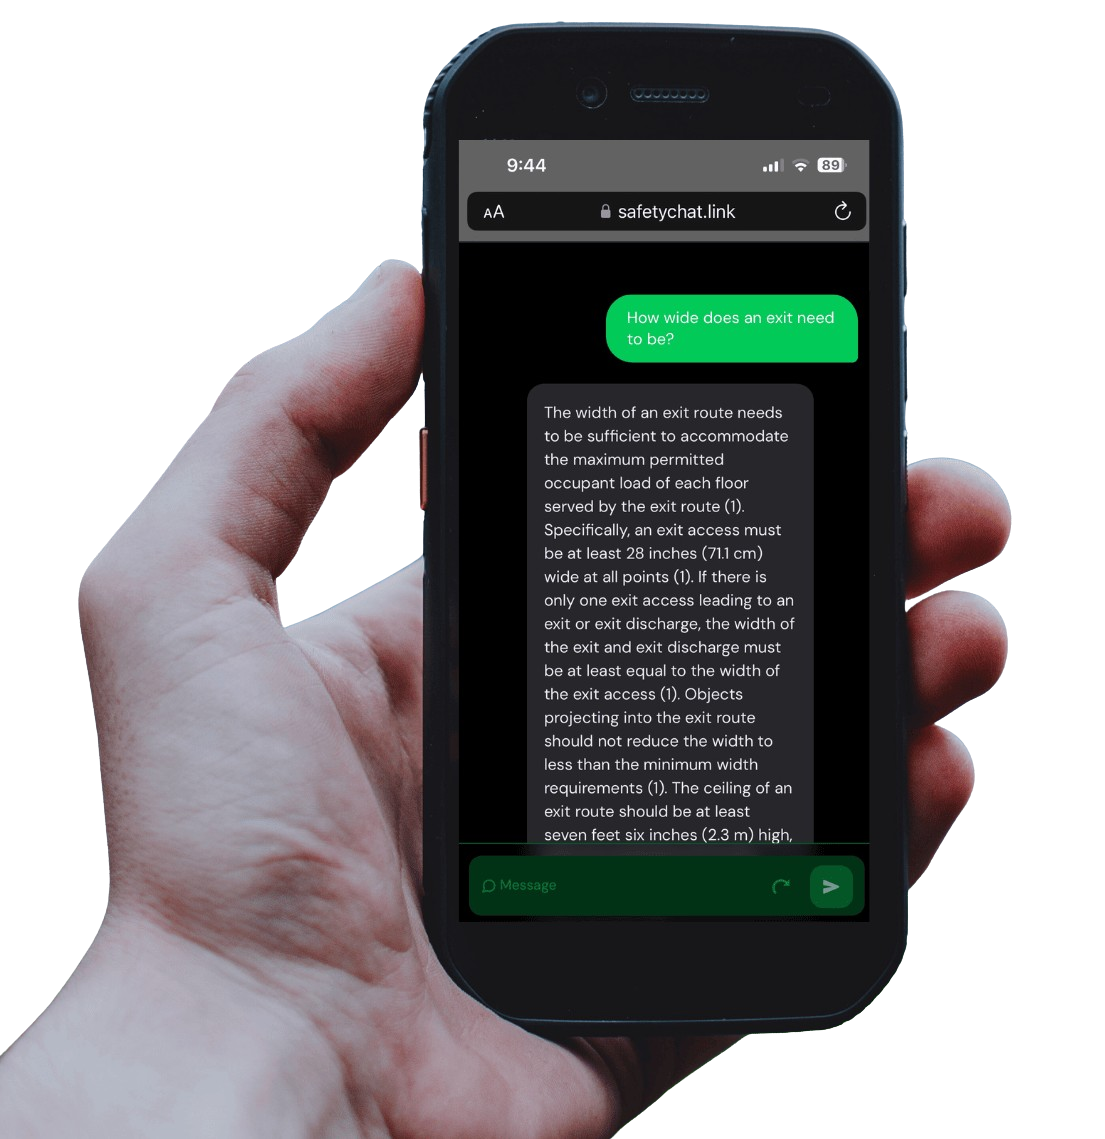 9:44
89
AA
safetychat.link
How wide does an exit need
to be?
The width of an exit route needs
to be sufficient to accommodate
the maximum permitted
occupant load of each floor
served by the exit route (1).
Specifically, an exit access must
be at least 28 inches (71.1 cm)
wide at all points (1). If there is
only one exit access leading to an
exit or exit discharge, the width of
the exit and exit discharge must
be at least equal to the width of
the exit access (1). Objects
projecting into the exit route
should not reduce the width to
less than the minimum width
requirements (1). The ceiling of an
exit route should be at least
seven feet six inches (2.3 m) high,
Message